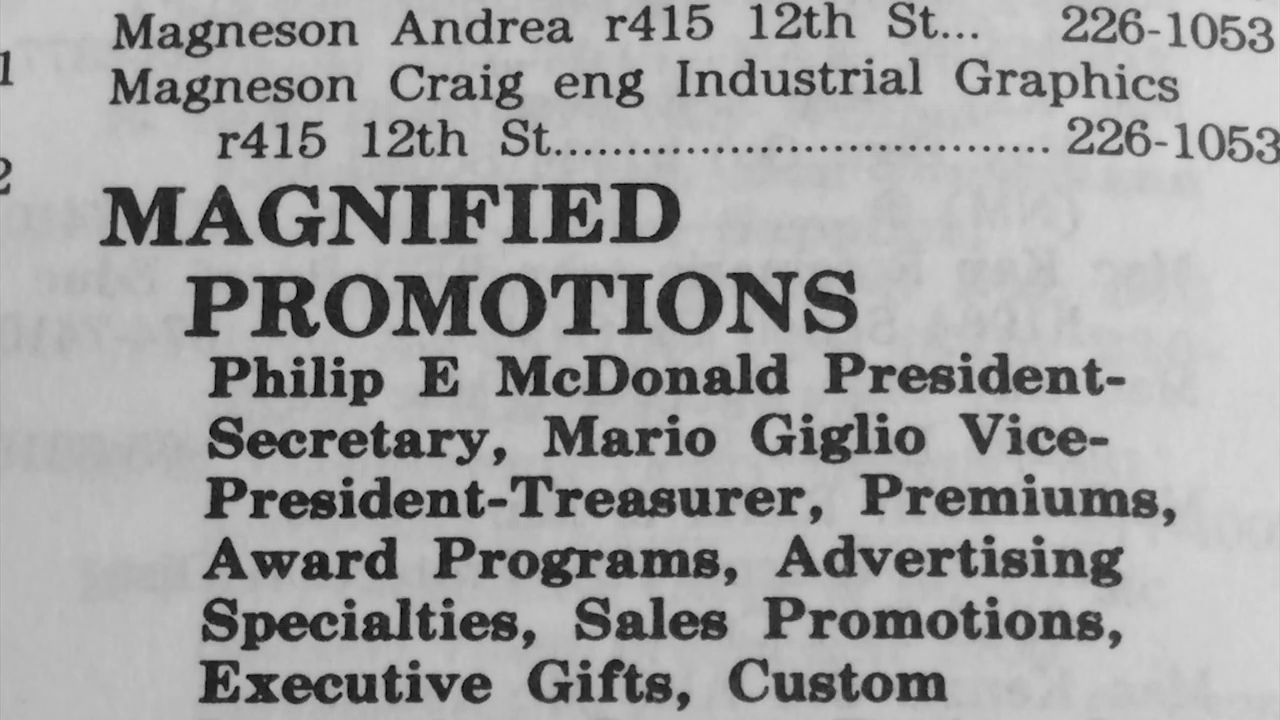 Magneson Andrea r415 12th St... 226-1053
Magneson Craig eng Industrial Graphics
r415 12th St.................................. 226-1053
MAGNIFIED
PROMOTIONS
Philip E McDonald President-
Secretary, Mario Giglio Vice-
President-Treasurer, Premiums,
Award Programs, Advertising
Specialties, Sales Promotions,
Executive Gifts, Custom